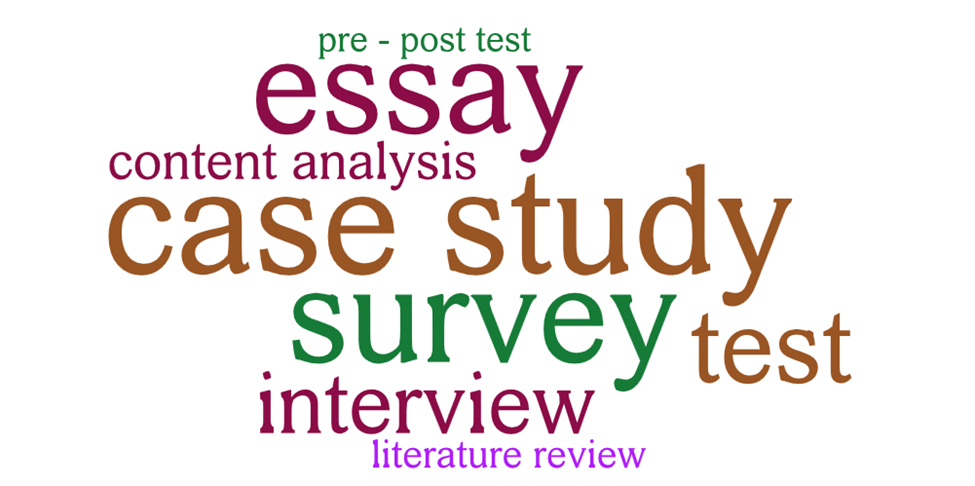 pre - post test
essay
content analysis
case study
survey
test
interview
literature review